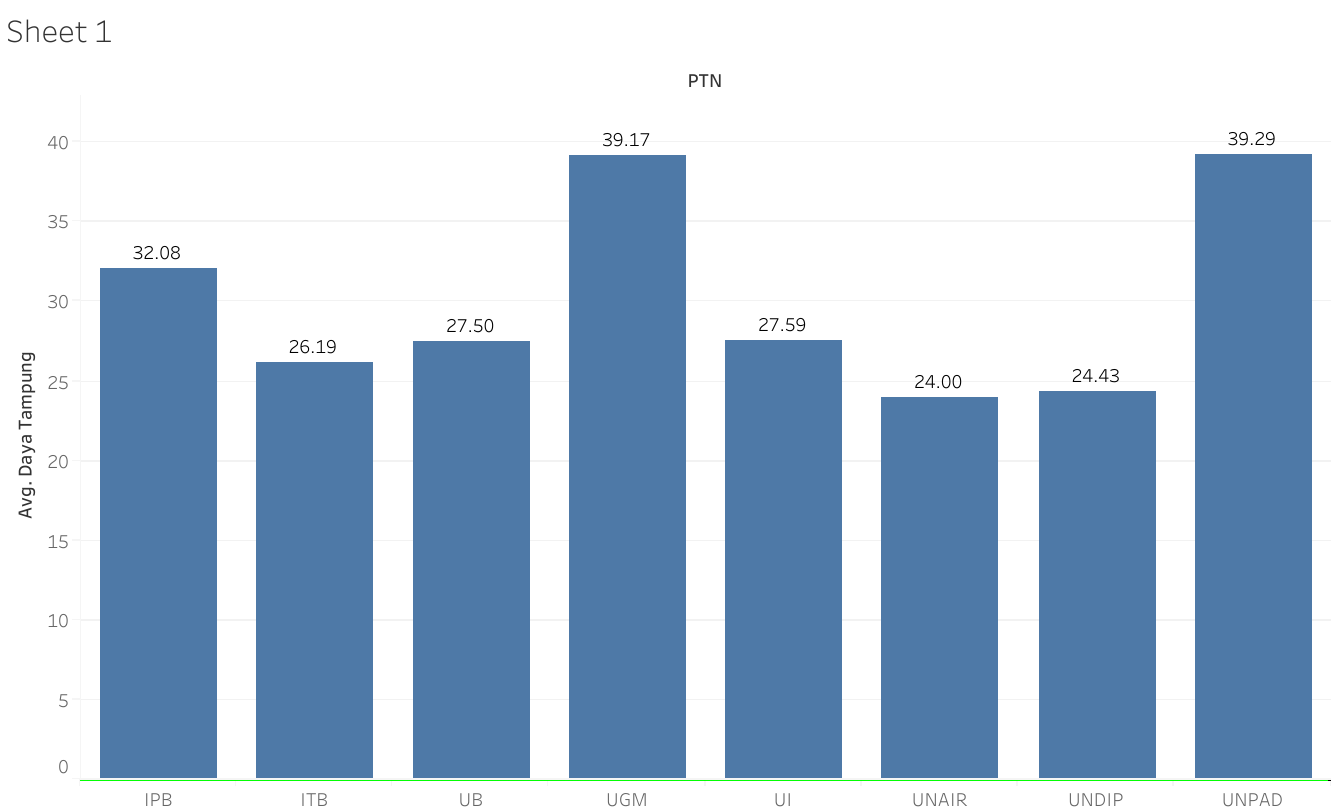 Sheet 1
PTN
Avg. Daya Tampung
40
35
30
25
20
15
10
5
0
32.08
26.19
27.50
39.17
27.59
24.00
24.43
39.29
IPB
ITB
UB
UGM
UI
UNAIR
UNDIP
UNPAD